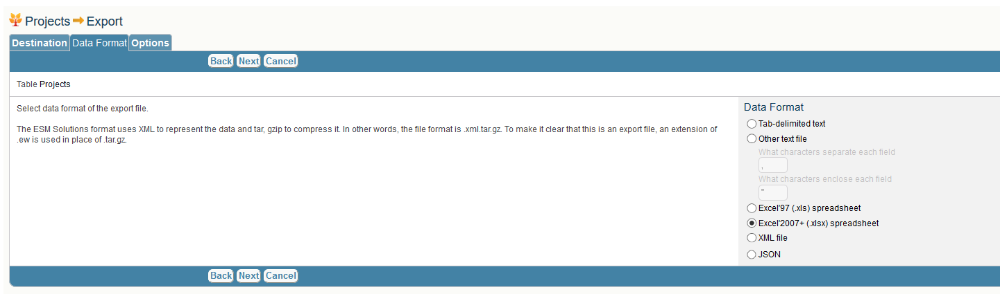 Projects Export
Destination Data Format Options
Back Next Cancel
Table Projects
Select data format of the export file.
The ESM Solutions format uses XML to represent the data and tar, gzip to compress it. In other words, the file format is .xml.tar.gz. To make it clear that this is an export file, an extension of
.ew is used in place of .tar.gz.
Data Format
Tab-delimited text
Other text file
What characters separate each field
,
What characters enclose each field
"
Excel'97 (.xls) spreadsheet
Excel'2007+ (.xlsx) spreadsheet
XML file
JSON
Back Next Cancel